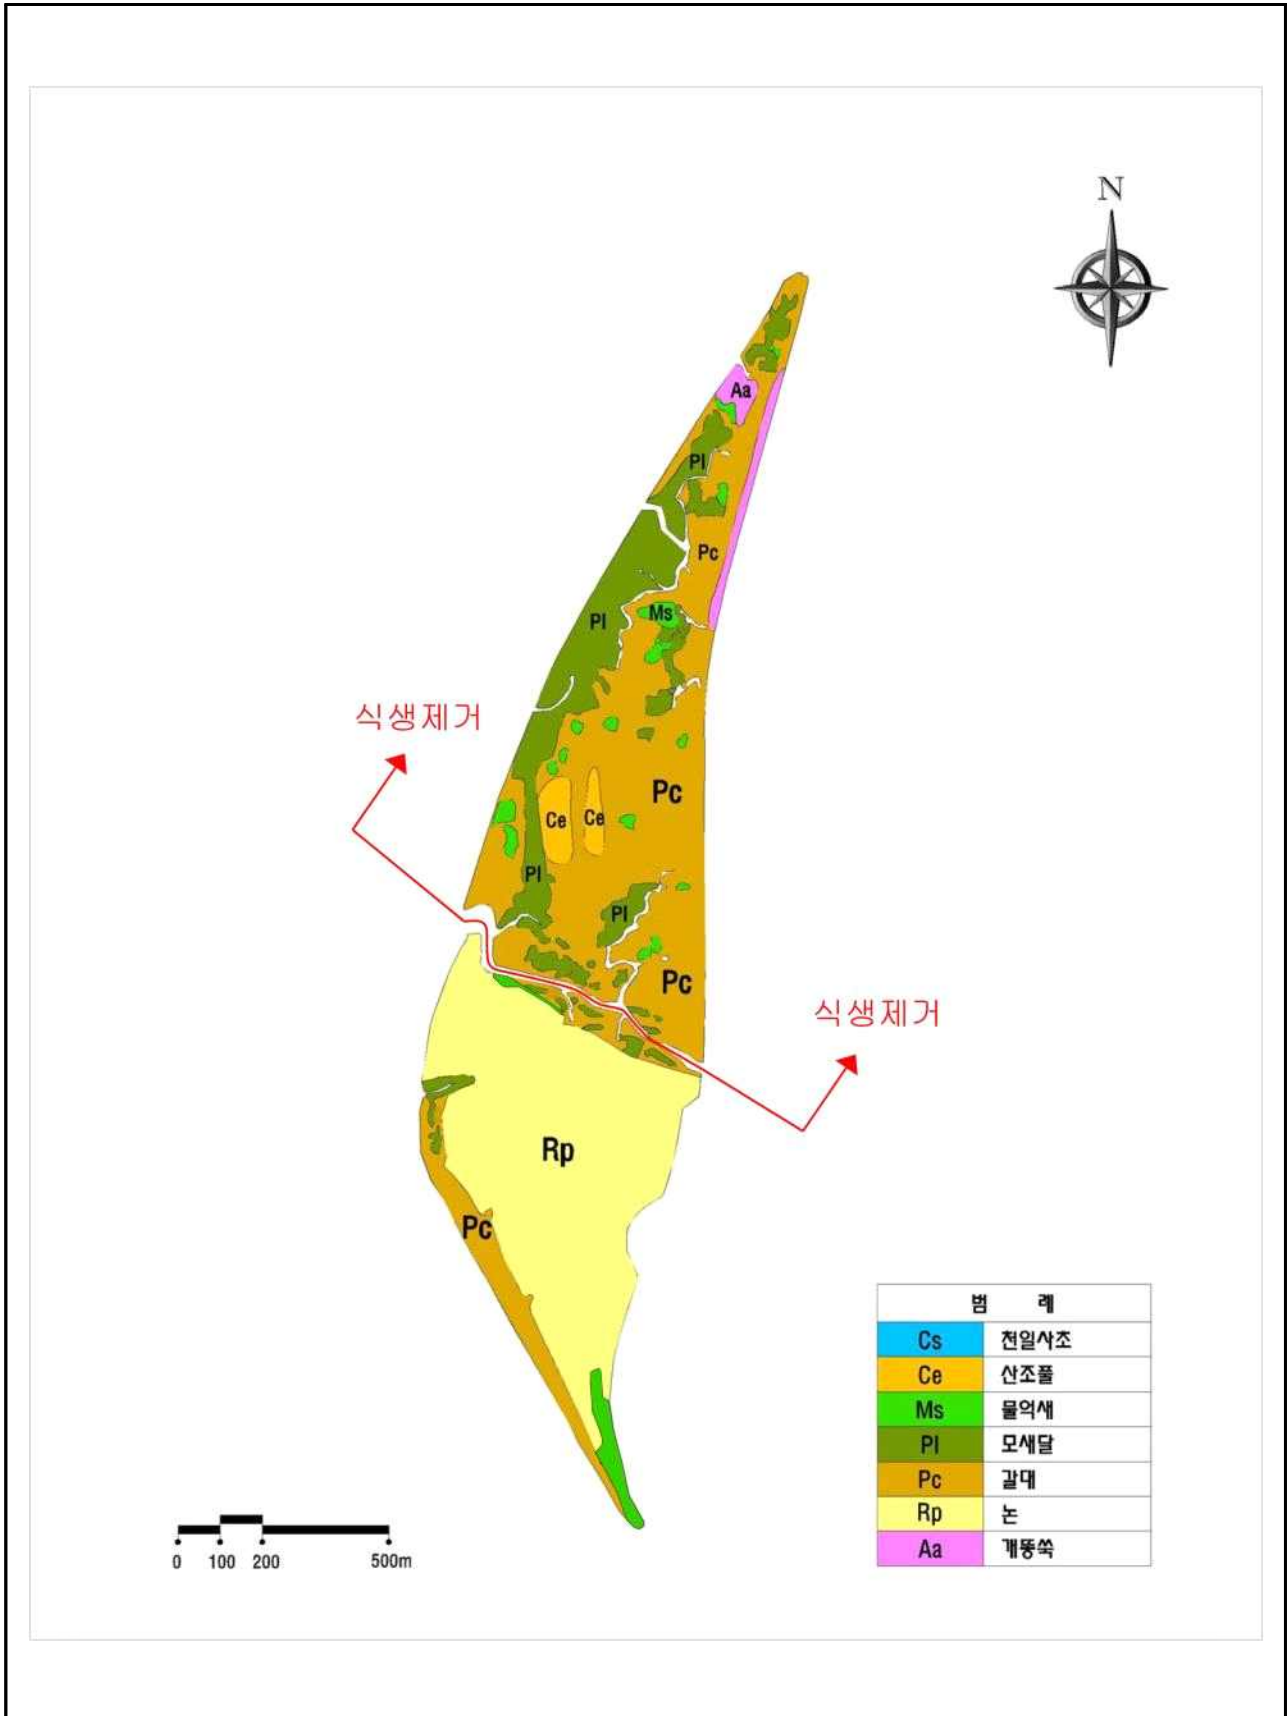 N
Aa
Pl
Pc
Ms
Pl
식생제거
Pc
Ce Ce
Pl
Pl
Pc
식생제거
Rp
Pc
범 례
Cs 천일사초
Ce 산조풀
Ms 물억새
Pl 모새달
Pc 갈대
Rp 논
Aa 개똥쑥
0 100 200 500m